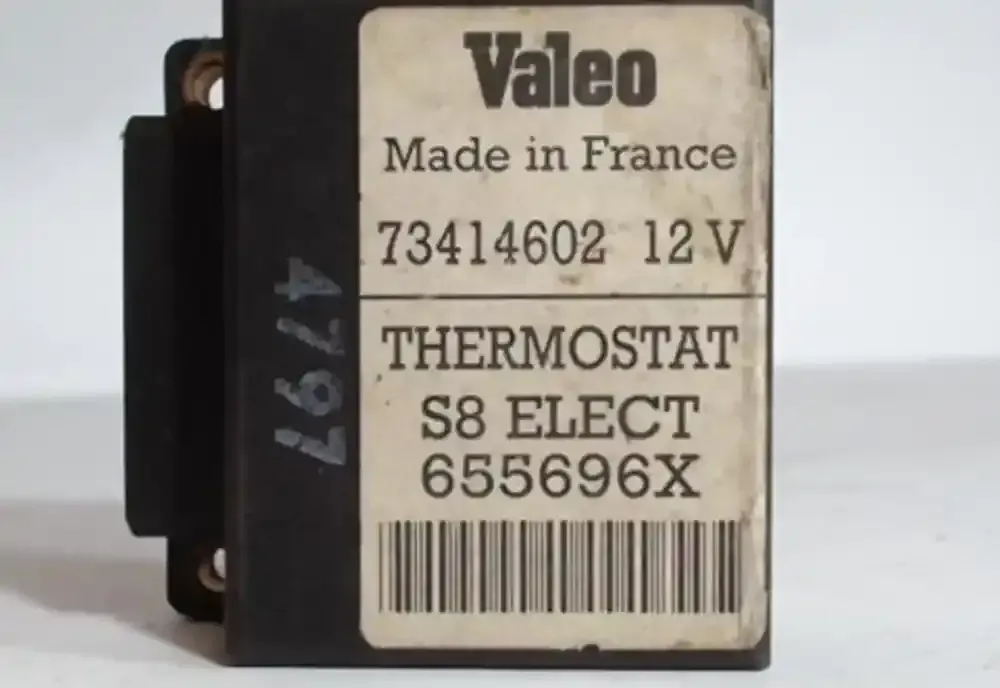 Valeo
Made in France
73414602 12 V
THERMOSTAT
S8 ELECT
655696X
4797